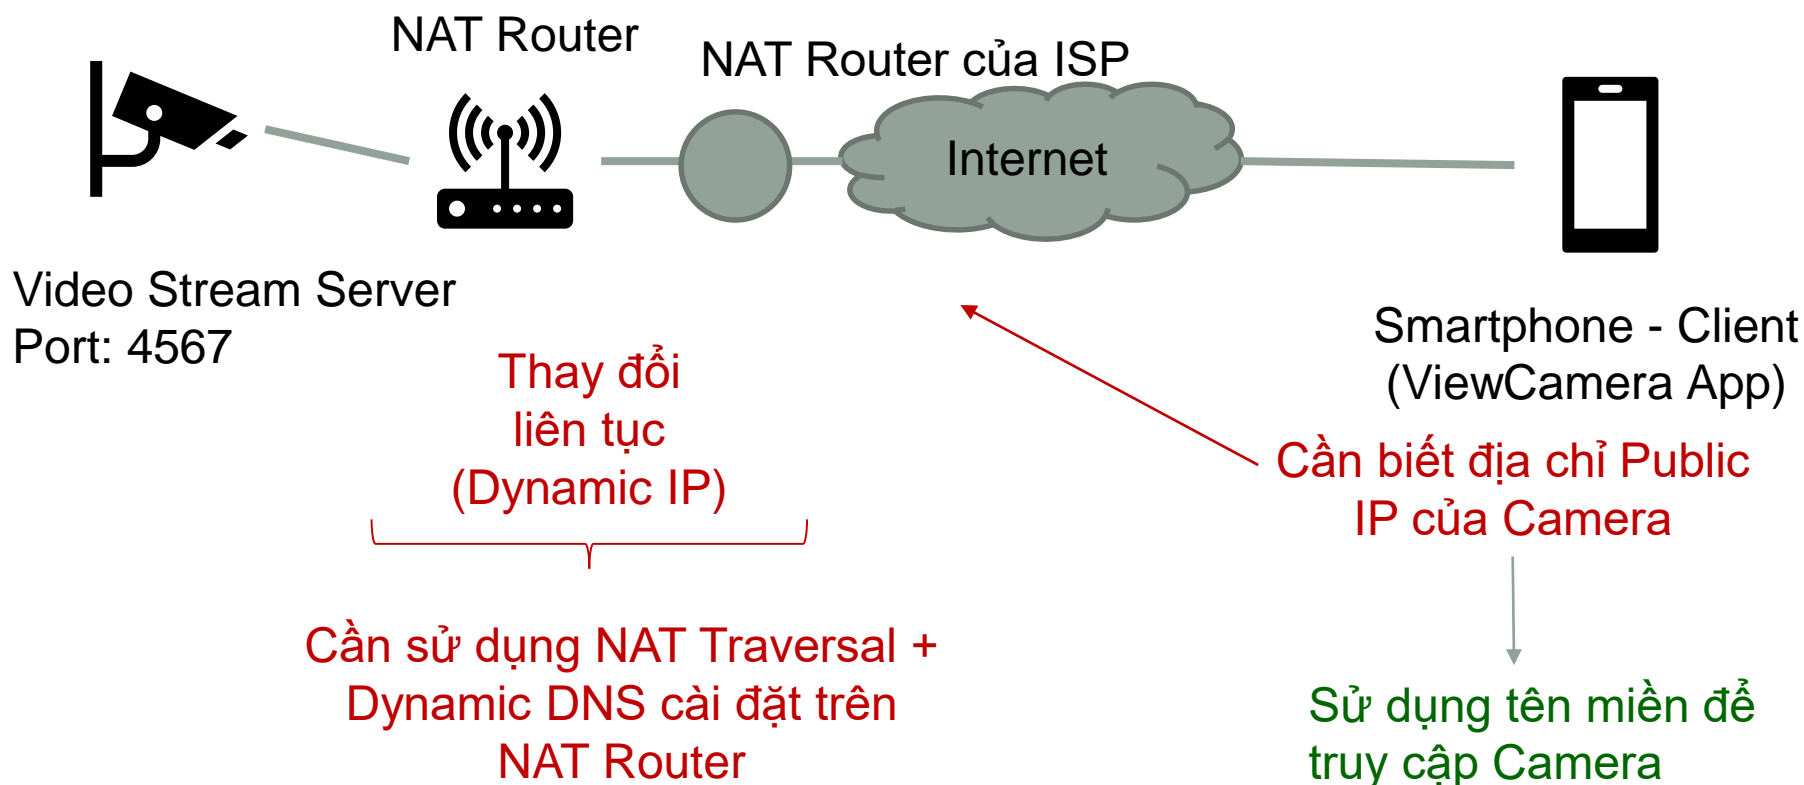 NAT Router
NAT Router của ISP
Internet
Video Stream Server
Port: 4567
Smartphone - Client
(ViewCamera App)
Thay đổi
liên tục
(Dynamic IP)
Cần biết địa chỉ Public
IP của Camera
Cần sử dụng NAT Traversal +
Dynamic DNS cài đặt trên
NAT Router
Sử dụng tên miền để
truy cập Camera